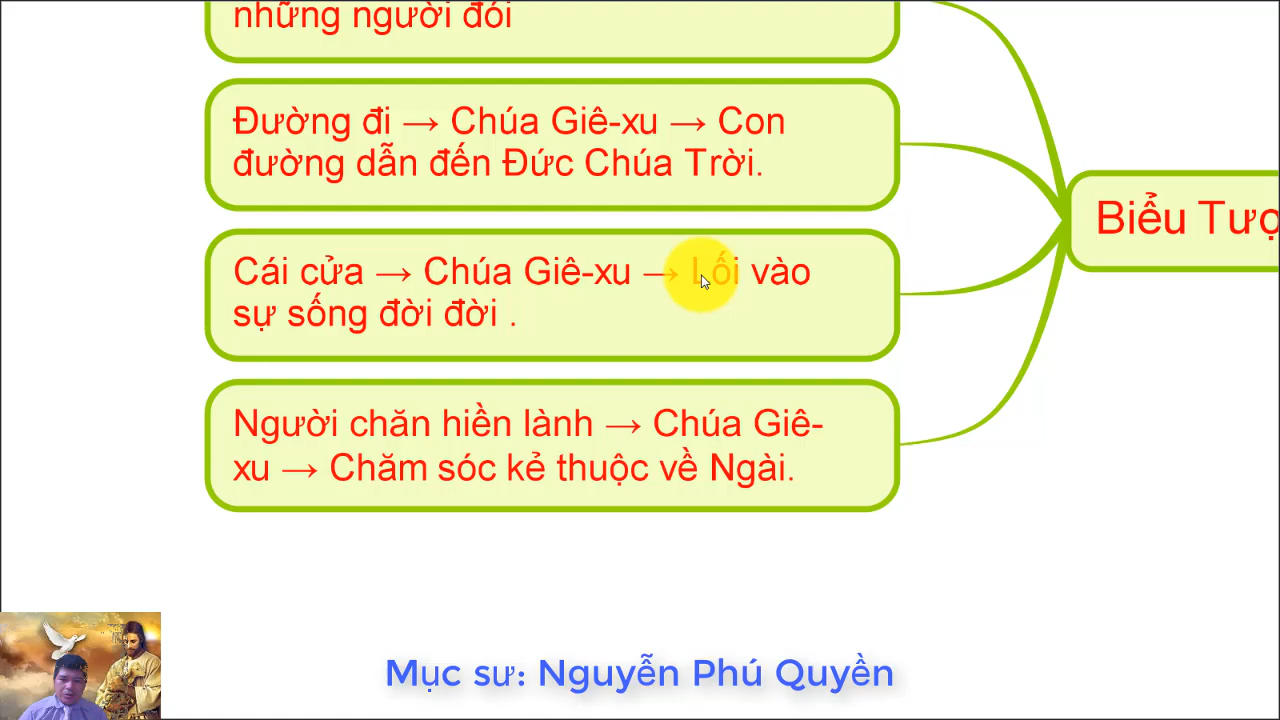 những người đói
Đường đi → Chúa Giê-xu → Con
đường dẫn đến Đức Chúa Trời.
Cái cửa → Chúa Giê-xu → Lối vào
sự sống đời đời .
Người chăn hiền lành → Chúa Giê-
xu → Chăm sóc kẻ thuộc về Ngài.
Biểu Tượ
Mục sư: Nguyễn Phú Quyền